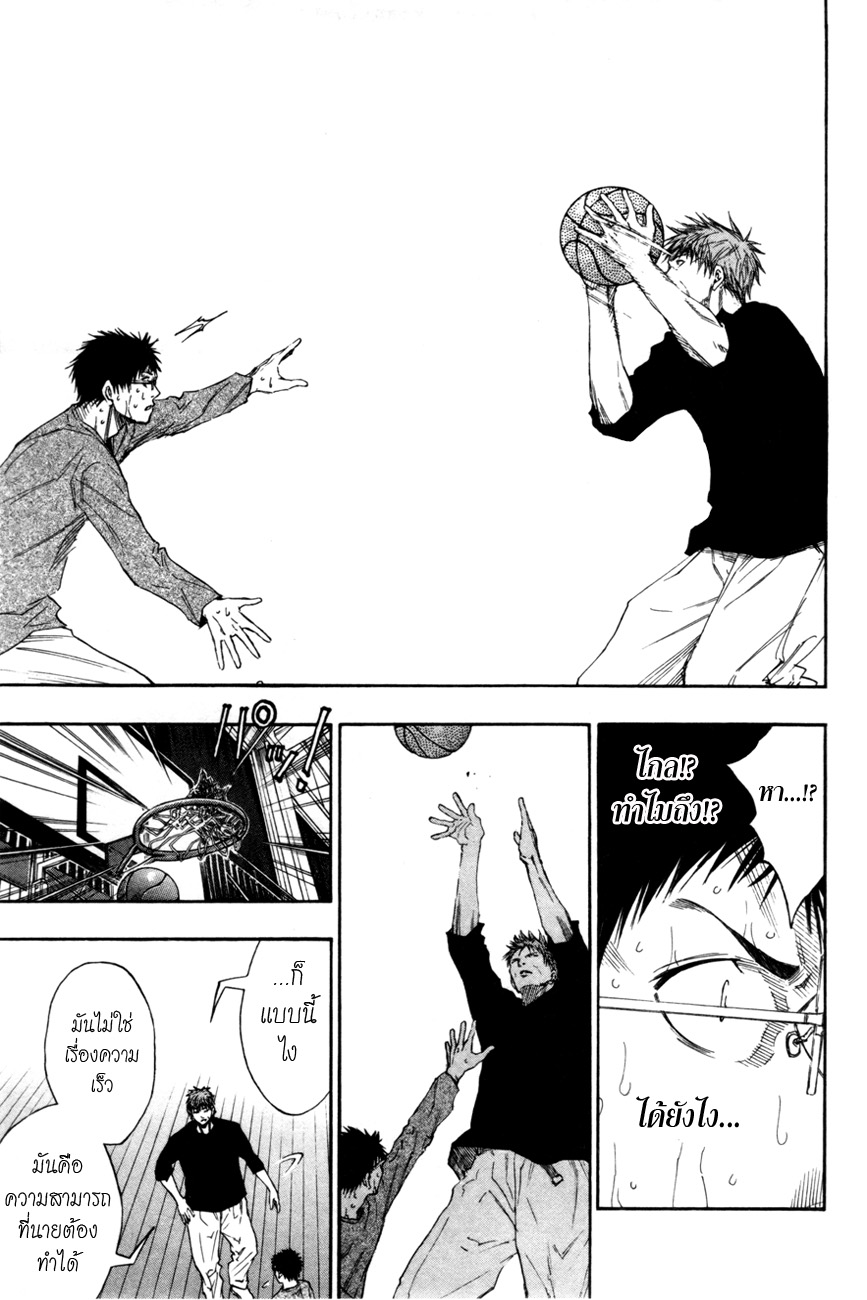 หา...!?
ไกล!?
ทำไมถึง!?
ได้ยังไง...
...ก็
แบบนี้
ไง
มันไม่ใช่
เรื่องความ
เร็ว
มันคือ
ความสามารถ
ที่นายต้อง
ทำได้